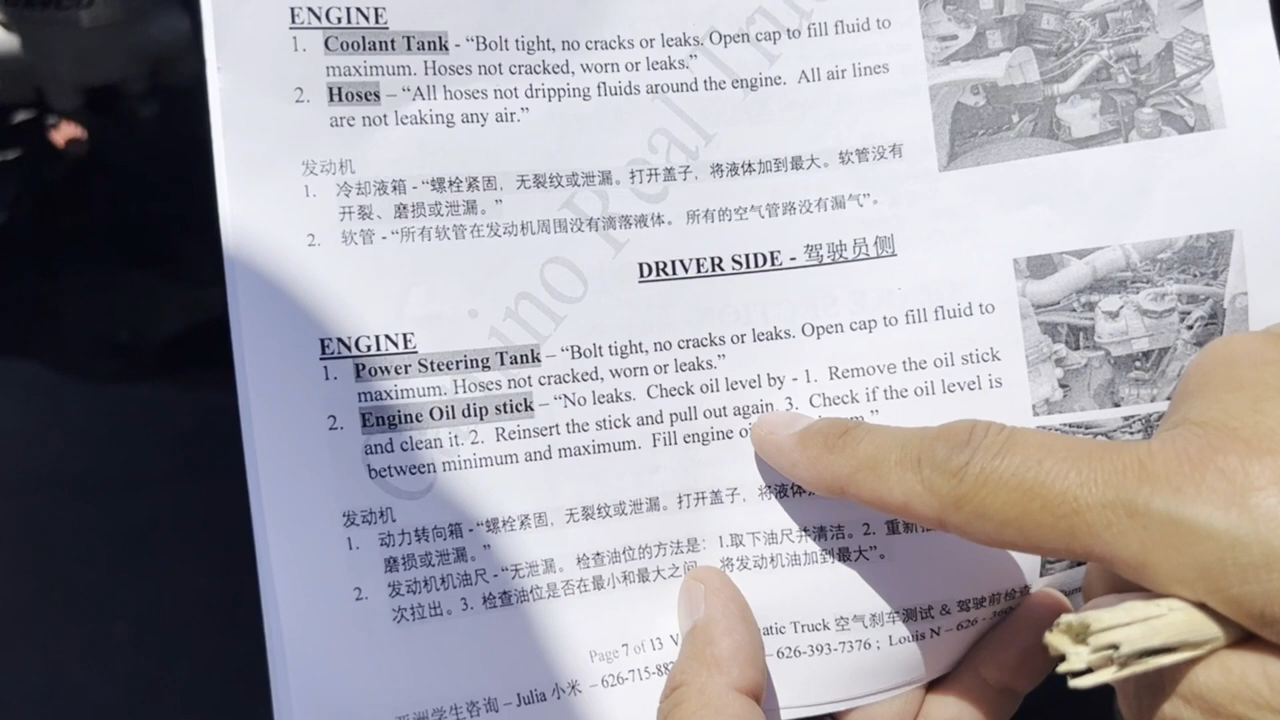 ENGINE
1. Coolant Tank - “Bolt tight, no cracks or leaks. Open cap to fill fluid to
maximum. Hoses not cracked, worn or leaks.”
2. Hoses – “All hoses not dripping fluids around the engine. All air lines
are not leaking any air.”
发动机
1. 冷却液箱 - “螺栓紧固，无裂纹或泄漏。打开盖子，将液体加到最大。软管没有
开裂、磨损或泄漏。”
2. 软管 - “所有软管在发动机周围没有滴落液体。所有的空气管路没有漏气”。
DRIVER SIDE - 驾驶员侧
ENGINE
1. Power Steering Tank – “Bolt tight, no cracks or leaks. Open cap to fill fluid to
maximum. Hoses not cracked, worn or leaks.”
2. Engine Oil dip stick – “No leaks. Check oil level by - 1. Remove the oil stick
and clean it. 2. Reinsert the stick and pull out again. 3. Check if the oil level is
between minimum and maximum. Fill engine
发动机
1. 动力转向箱 - “螺栓紧固，无裂纹或泄漏。打开盖子，将液体
磨损或泄漏。”
2. 发动机机油尺 - “无泄漏。检查油位的方法是：1.取下油尺并清洁。2. 重新
次拉出。3. 检查油位是否在最小和最大之间 将发动机油加到最大”。
Page 7 of 13 Truck 空气刹车测试 & 驾驶前检查
亚洲学生咨询 – Julia 小米 – 626-715- – 626-393-7376 ; Louis N – 626 -